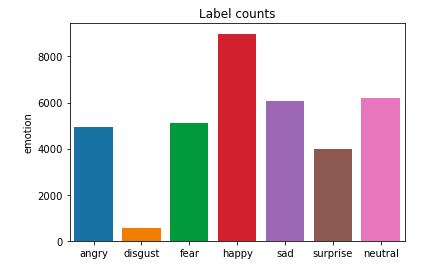 Label counts
emotion
8000
6000
4000
2000
0
angry disgust fear happy sad surprise neutral